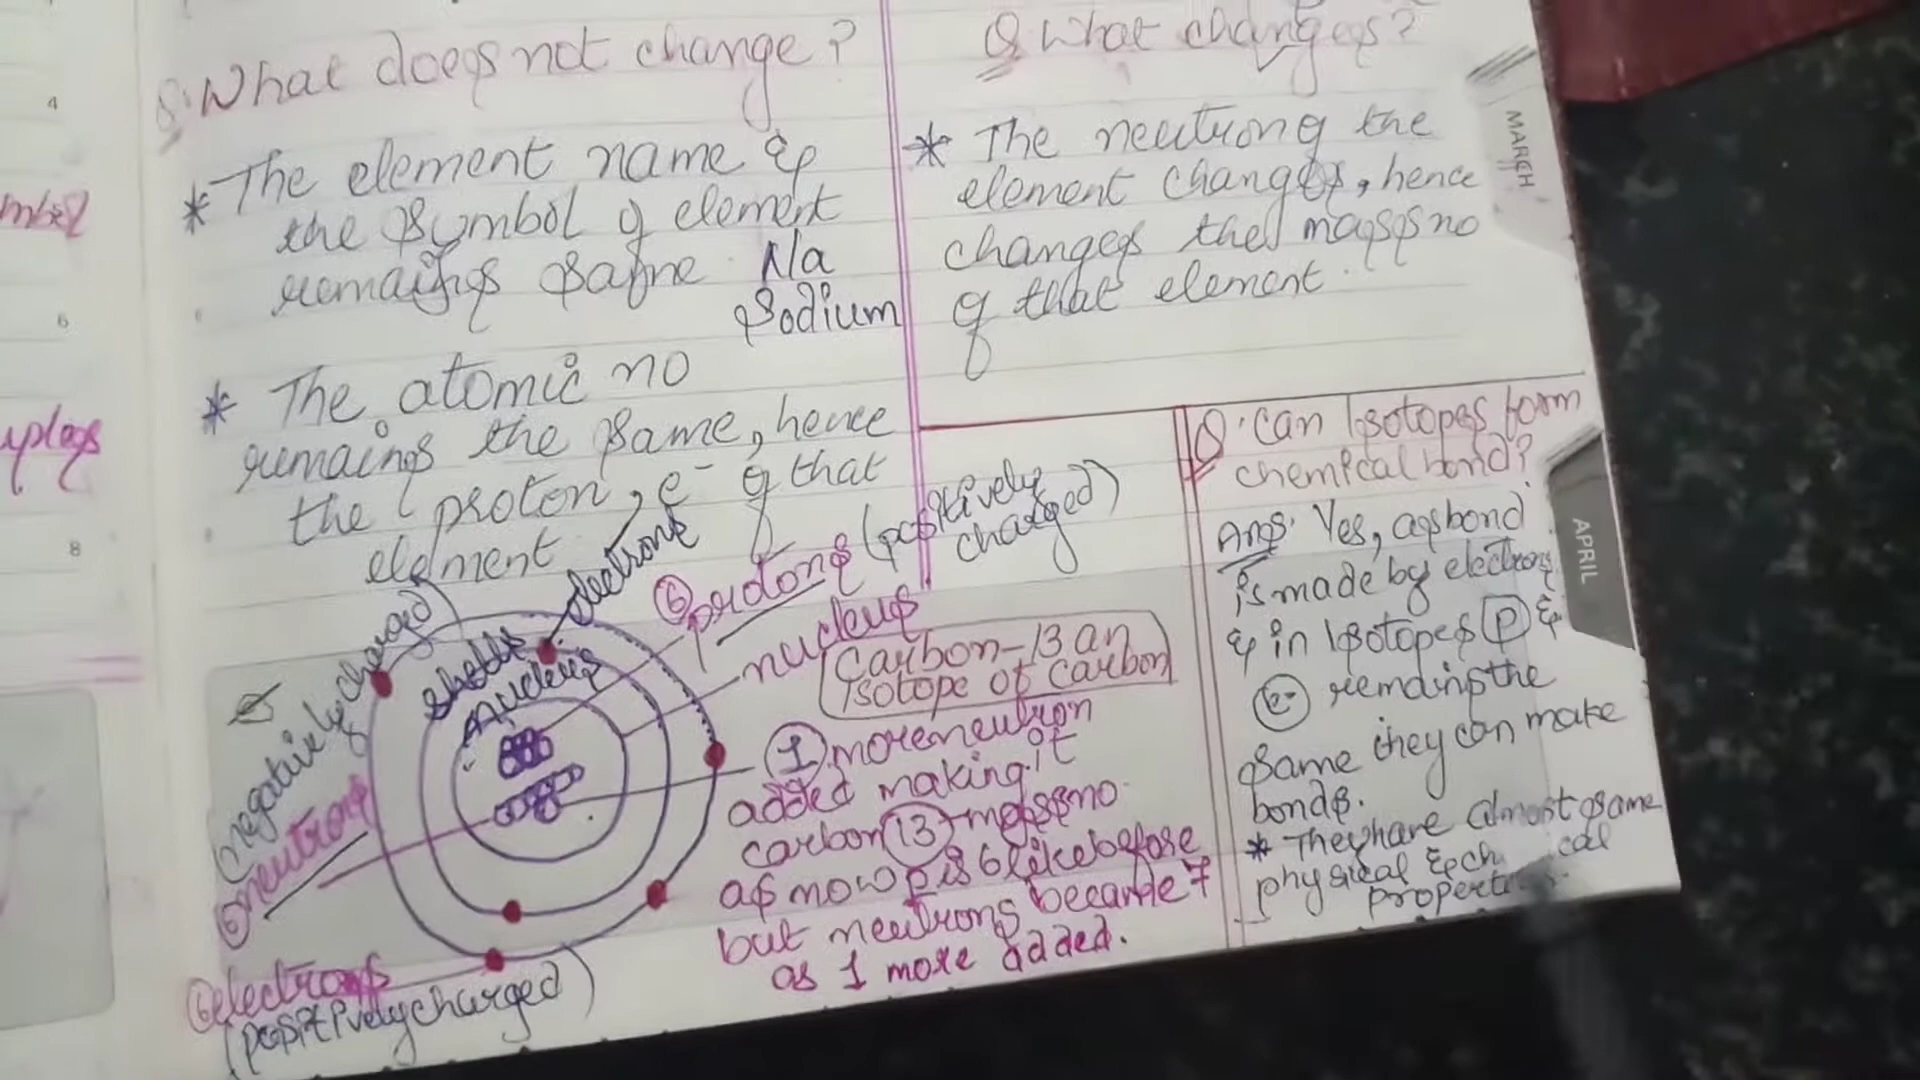 Q. What does not change?
* The element name &
the symbol of element
remains same Na
Sodium
* The atomic no
remains the same, hence
the proton, e⁻ of that
element
Q What changes?
* The neutron of the
element changes, hence
changes the mass no
of that element.
Q. Can Isotopes form
chemical bond?
Ans. Yes, as bond
is made by electrons
& in Isotopes P &
e⁻ remains the
same they can make
bonds.
* They have almost same
physical &
electrons
(negatively charged)
shells
nucleus
⑥ protons (positively
charged)
nucleus
Carbon-13 an
isotope of carbon
① more neutron
added making it
carbon ⑬ mass no.
as now p is 6 like before
but neutrons became 7
as 1 more added.
⑥ neutrons
⑥ electrons
(positively charged)
MARCH
APRIL
4
6
8